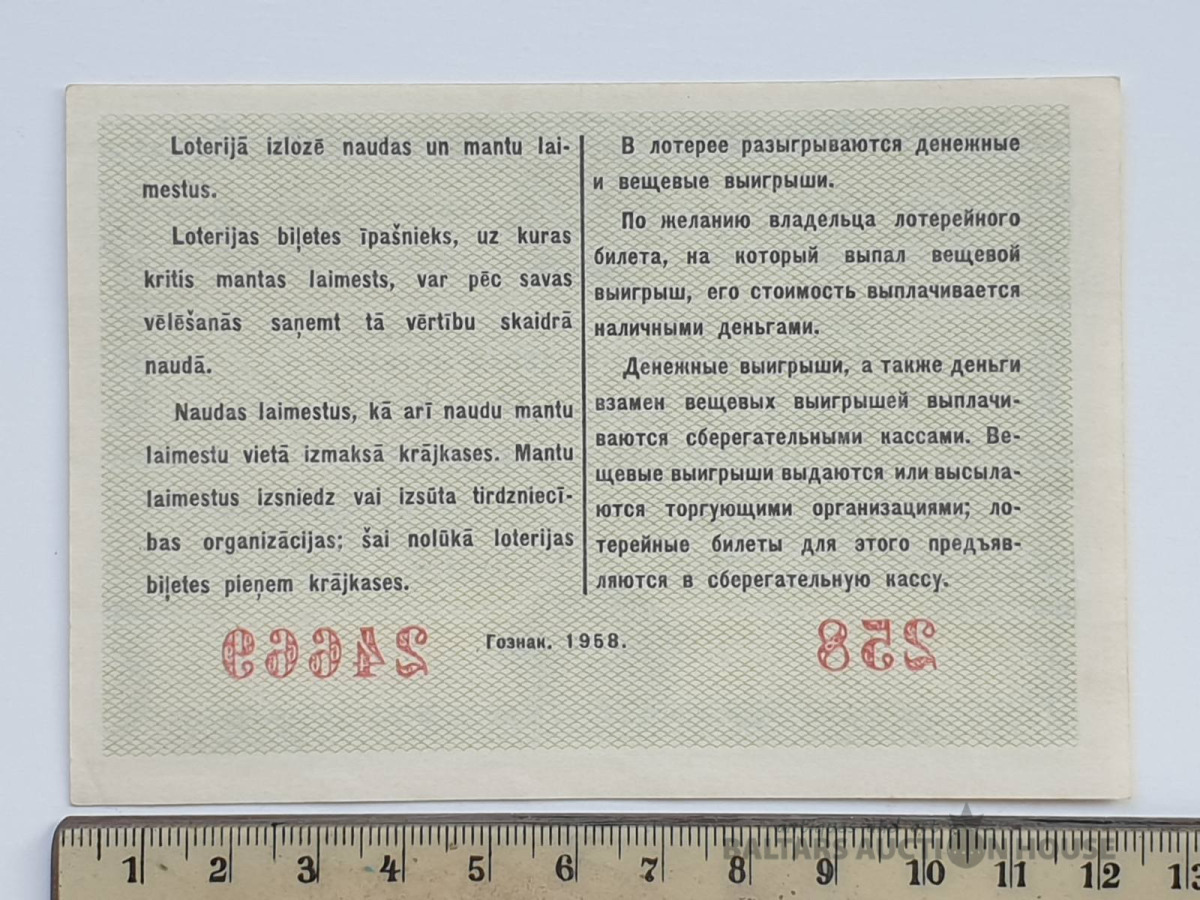 Loterijā izlozē naudas un mantu lai-
mestus.
Loterijas biļetes īpašnieks, uz kuras
kritis mantas laimests, var pēc savas
vēlēšanās saņemt tā vērtību skaidrā
naudā.
Naudas laimestus, kā arī naudu mantu
laimestu vietā izmaksā krājkases. Mantu
laimestus izsniedz vai izsūta tirdzniecī-
bas organizācijas; šai nolūkā loterijas
biļetes pieņem krājkases.
В лотерее разыгрываются денежные
и вещевые выигрыши.
По желанию владельца лотерейного
билета, на который выпал вещевой
выигрыш, его стоимость выплачивается
наличными деньгами.
Денежные выигрыши, а также деньги
взамен вещевых выигрышей выплачи-
ваются сберегательными кассами. Ве-
щевые выигрыши выдаются или высыла-
ются торгующими организациями; ло-
терейные билеты для этого предъяв-
ляются в сберегательную кассу.
24669
Гознак. 1958.
258
BALTARS AUCTION HOUSE
1 2 3 4 5 6 7 8 9 10 11 12 13